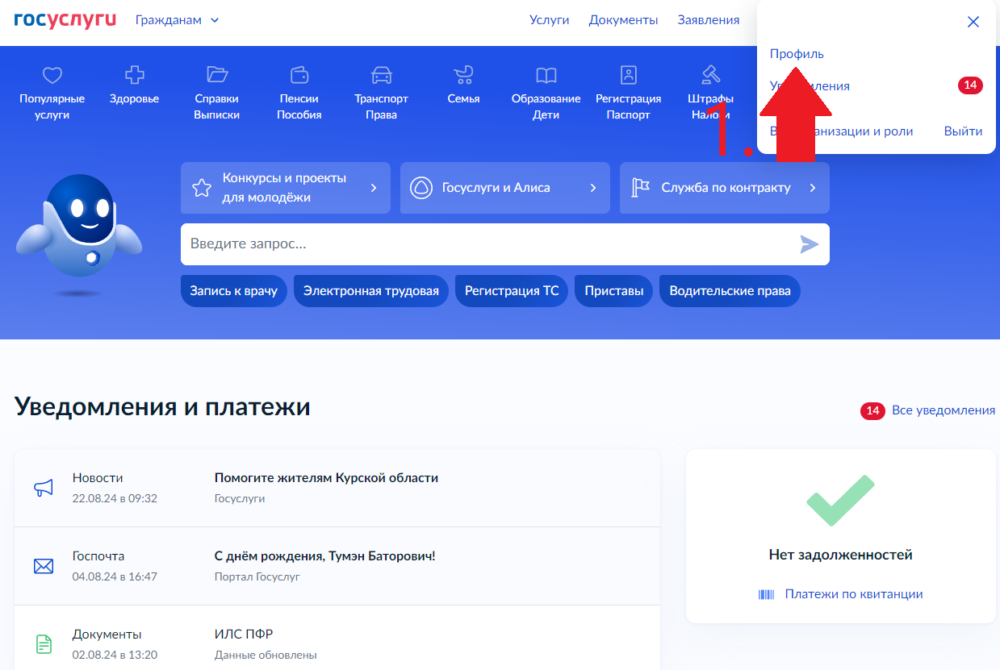 госуслуги Гражданам Услуги Документы Заявления
Профиль
Уведомления 14
организации и роли Выйти
Популярные услуги
Здоровье
Справки Выписки
Пенсии Пособия
Транспорт Права
Семья
Образование Дети
Регистрация Паспорт
Штрафы Налоги
1.
Конкурсы и проекты
для молодёжи
Госуслуги и Алиса
Служба по контракту
Введите запрос...
Запись к врачу Электронная трудовая Регистрация ТС Приставы Водительские права
Уведомления и платежи
14 Все уведомления
Новости Помогите жителям Курской области
22.08.24 в 09:32 Госуслуги
Госпочта С днём рождения, Тумэн Баторович!
04.08.24 в 16:47 Портал Госуслуг
Документы ИЛС ПФР
02.08.24 в 13:20 Данные обновлены
Нет задолженностей
Платежи по квитанции